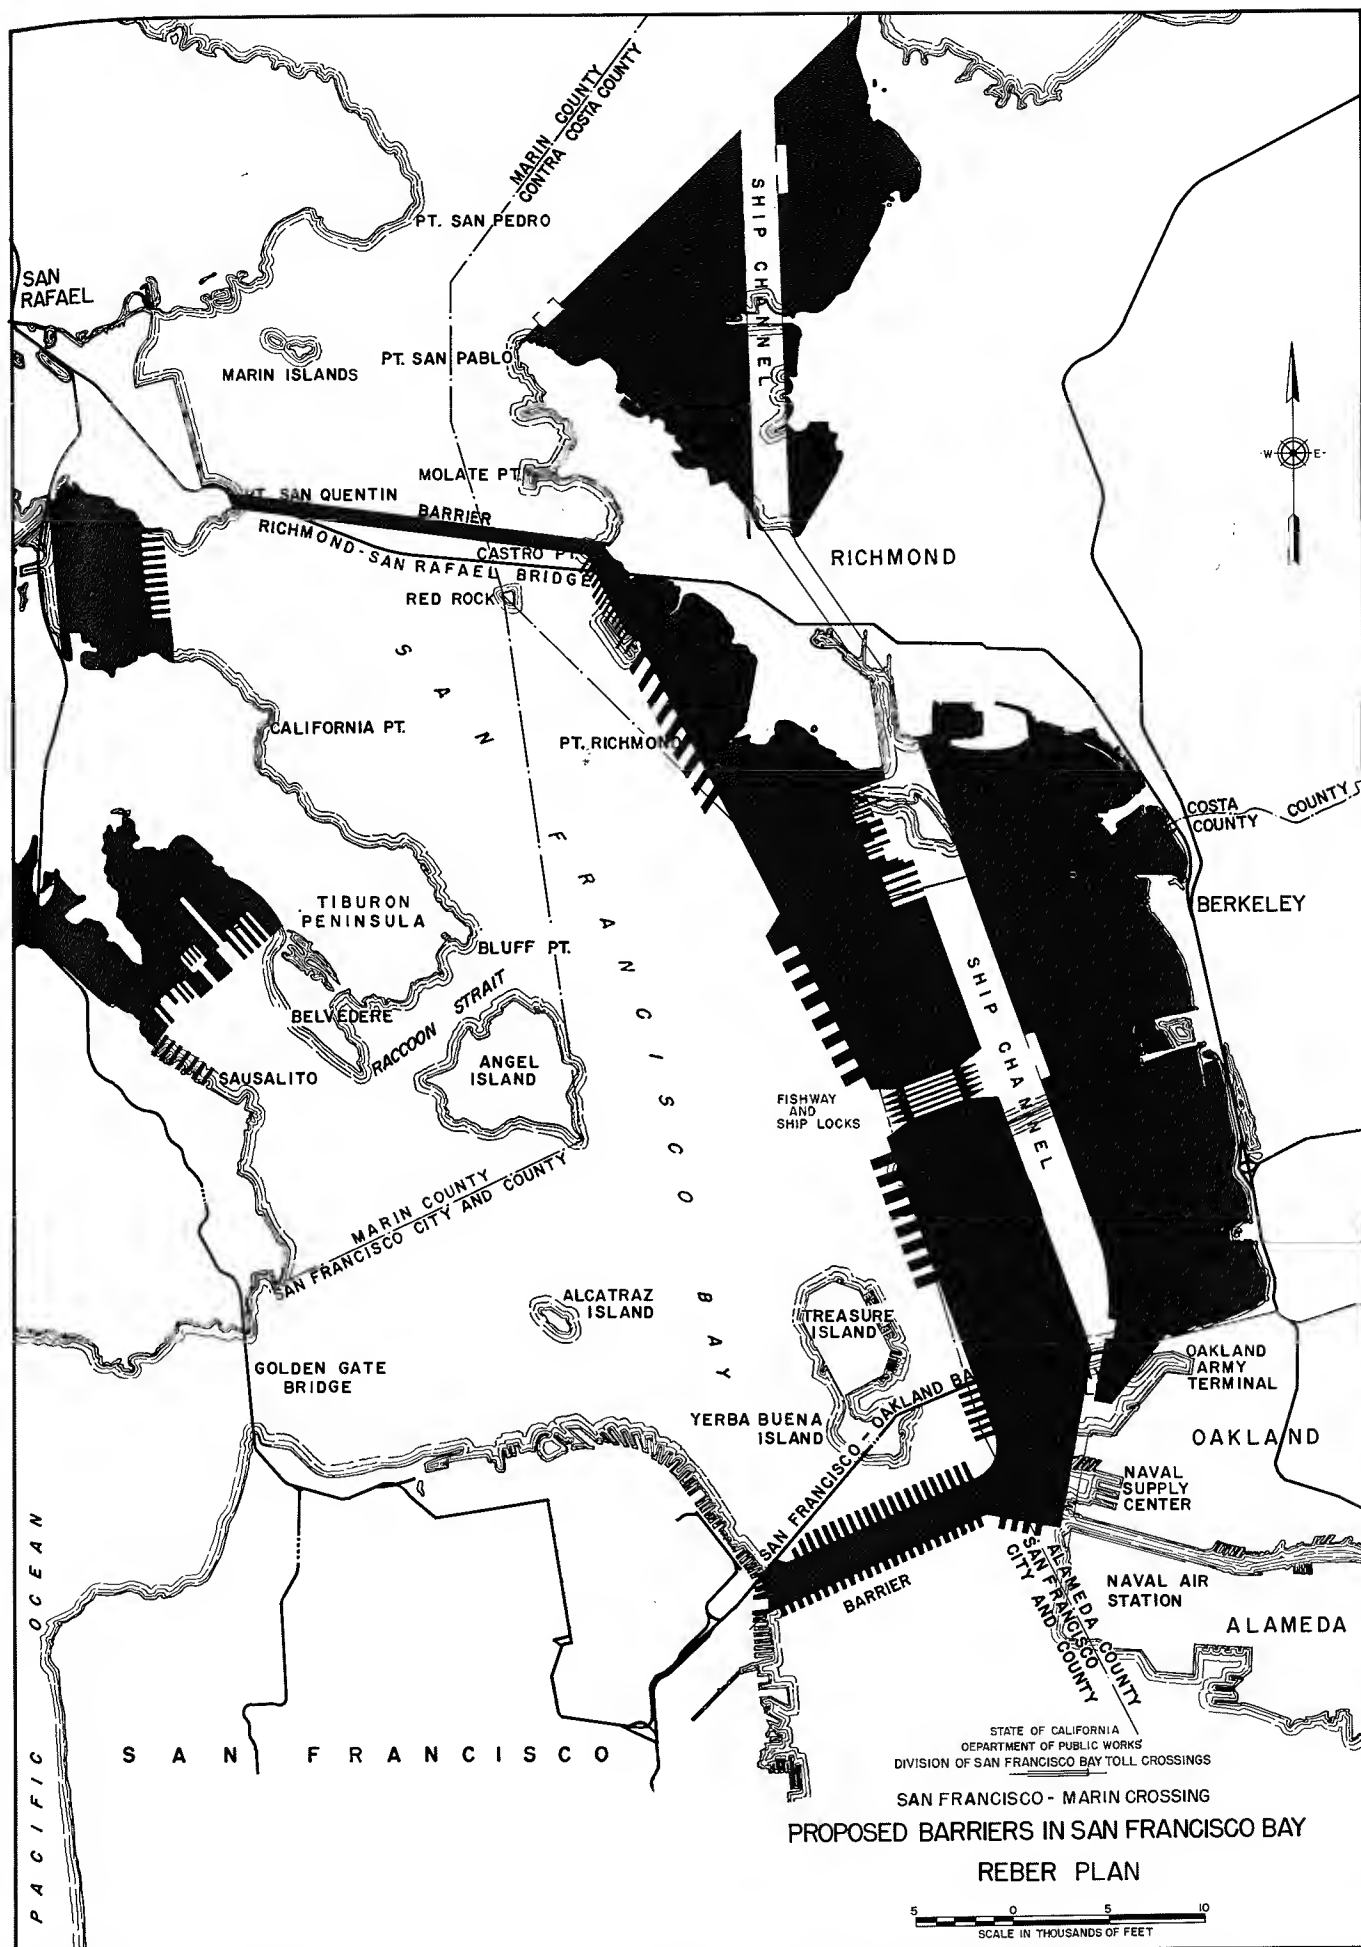 MARIN COUNTY
CONTRA COSTA COUNTY
SHIP CHANNEL
PT. SAN PEDRO
SAN
RAFAEL
MARIN ISLANDS
PT. SAN PABLO
W E
MOLATE PT.
PT. SAN QUENTIN
BARRIER
RICHMOND-SAN RAFAEL BRIDGE
CASTRO PT.
RED ROCK
RICHMOND
SAN FRANCISCO BAY
CALIFORNIA PT.
PT. RICHMOND
COSTA COUNTY
COUNTY
BERKELEY
TIBURON
PENINSULA
BLUFF PT.
BELVEDERE
RACCOON STRAIT
SHIP CHANNEL
ANGEL
ISLAND
SAUSALITO
FISHWAY
AND
SHIP LOCKS
MARIN COUNTY
SAN FRANCISCO CITY AND COUNTY
ALCATRAZ
ISLAND
TREASURE
ISLAND
GOLDEN GATE
BRIDGE
OAKLAND
ARMY
TERMINAL
YERBA BUENA
ISLAND
SAN FRANCISCO - OAKLAND BA
OAKLAND
NAVAL
SUPPLY
CENTER
BARRIER
ALAMEDA COUNTY
SAN FRANCISCO
CITY AND COUNTY
NAVAL AIR
STATION
ALAMEDA
PACIFIC OCEAN
SAN FRANCISCO
STATE OF CALIFORNIA
DEPARTMENT OF PUBLIC WORKS
DIVISION OF SAN FRANCISCO BAY TOLL CROSSINGS
SAN FRANCISCO - MARIN CROSSING
PROPOSED BARRIERS IN SAN FRANCISCO BAY
REBER PLAN
5 0 5 10
SCALE IN THOUSANDS OF FEET